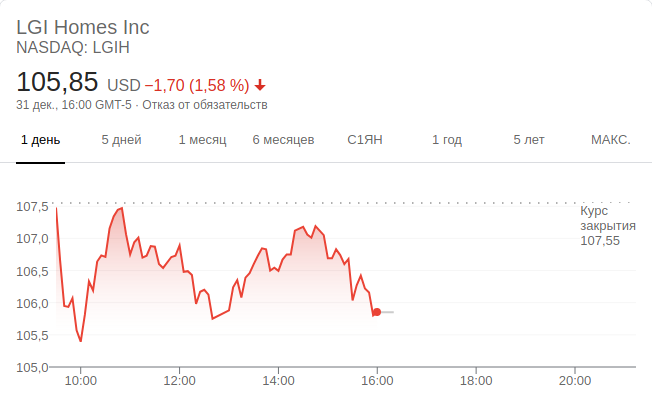 LGI Homes Inc
NASDAQ: LGIH
105,85 USD −1,70 (1,58 %)
31 дек., 16:00 GMT-5 · Отказ от обязательств
1 день 5 дней 1 месяц 6 месяцев С1ЯН 1 год 5 лет МАКС.
107,5
107,0
106,5
106,0
105,5
105,0
Курс
закрытия
107,55
10:00 12:00 14:00 16:00 18:00 20:00